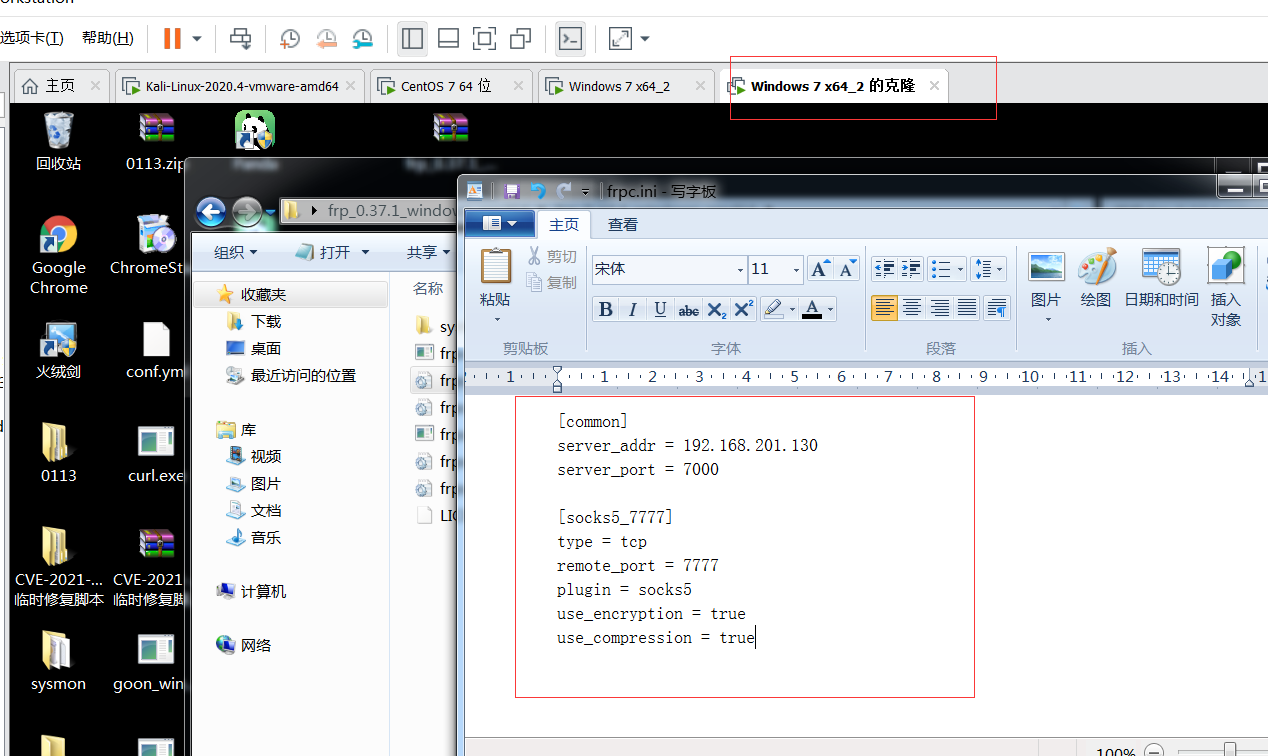 orkstation
选项卡(T) 帮助(H)
主页
Kali-Linux-2020.4-vmware-amd64
CentOS 7 64 位
Windows 7 x64_2
Windows 7 x64_2 的克隆
回收站
0113.zip
Google Chrome
ChromeSt
火绒剑
conf.ym
0113
curl.exe
CVE-2021-...
临时修复脚本
CVE-2021
临时修复脚
sysmon
goon_win
frp_0.37.1_window
组织
打开
共享
收藏夹
下载
桌面
最近访问的位置
库
视频
图片
文档
音乐
计算机
网络
名称
sy
frp
frp
frp
frp
frp
frp
LIC
frpc.ini - 写字板
主页
查看
粘贴
剪切
复制
剪贴板
宋体
11
B I U abc X₂ X²
字体
段落
图片
绘图
日期和时间
插入
对象
插入
1 1 2 3 4 5 6 7 8 9 10 11 12 13 14
[common]
server_addr = 192.168.201.130
server_port = 7000
[socks5_7777]
type = tcp
remote_port = 7777
plugin = socks5
use_encryption = true
use_compression = true
100%